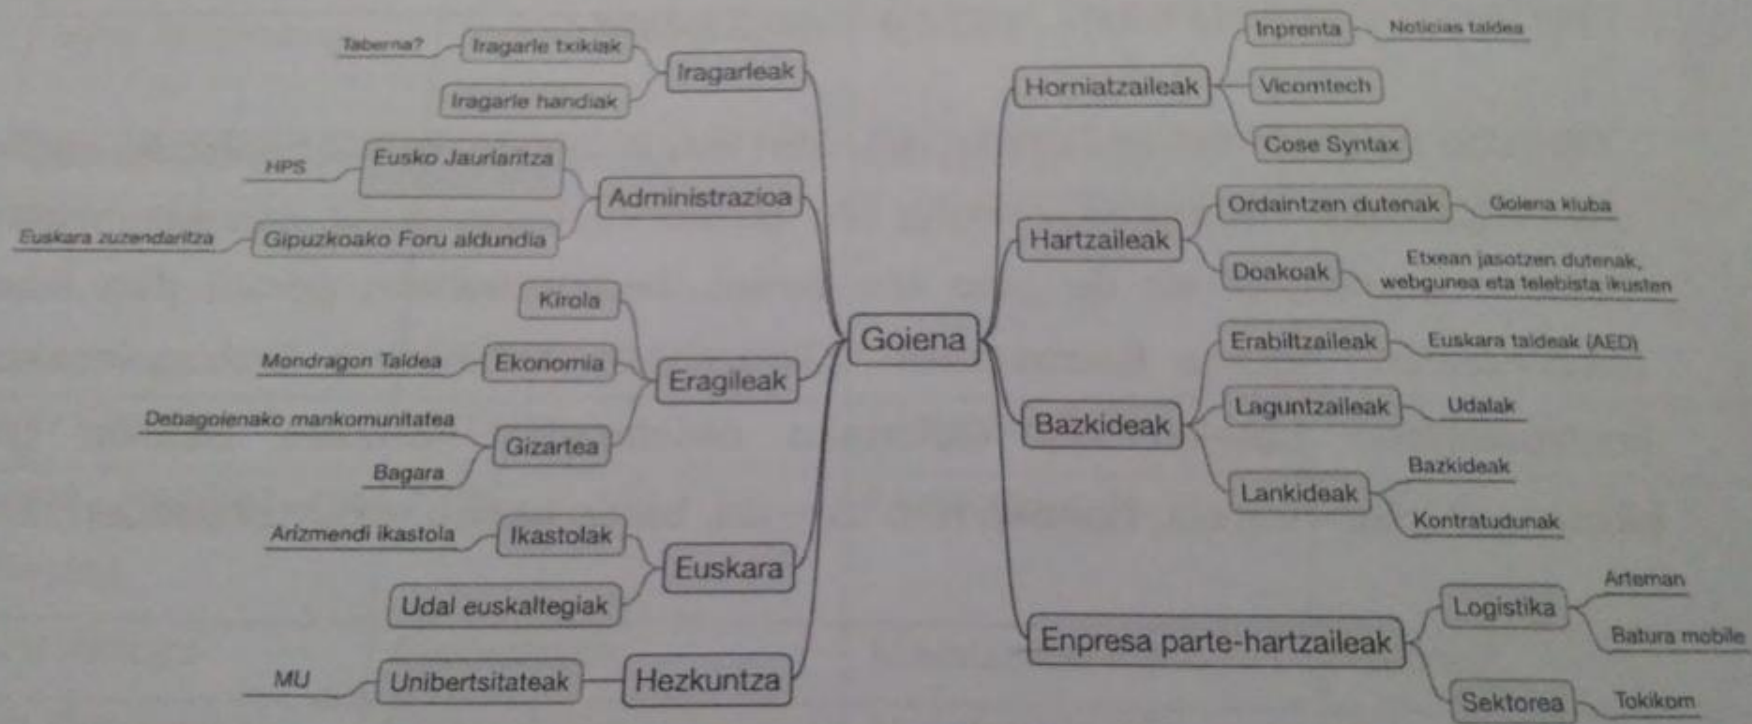 Goiena
Iragarleak
Iragarle txikiak
Taberna?
Iragarle handiak
Administrazioa
Eusko Jaurlaritza
HPS
Gipuzkoako Foru aldundia
Euskara zuzendaritza
Eragileak
Kirola
Ekonomia
Mondragon Taldea
Gizartea
Debagoienako mankomunitatea
Bagara
Euskara
Ikastolak
Arizmendi ikastola
Udal euskaltegiak
Hezkuntza
Unibertsitateak
MU
Horniatzaileak
Inprenta
Noticias taldea
Vicomtech
Cose Syntax
Hartzaileak
Ordaintzen dutenak
Goiena kluba
Doakoak
Etxean jasotzen dutenak,
webgunea eta telebista ikusten
Bazkideak
Erabiltzaileak
Euskara taldeak (AED)
Laguntzaileak
Udalak
Lankideak
Bazkideak
Kontratudunak
Enpresa parte-hartzaileak
Logistika
Arteman
Batura mobile
Sektorea
Tokikom